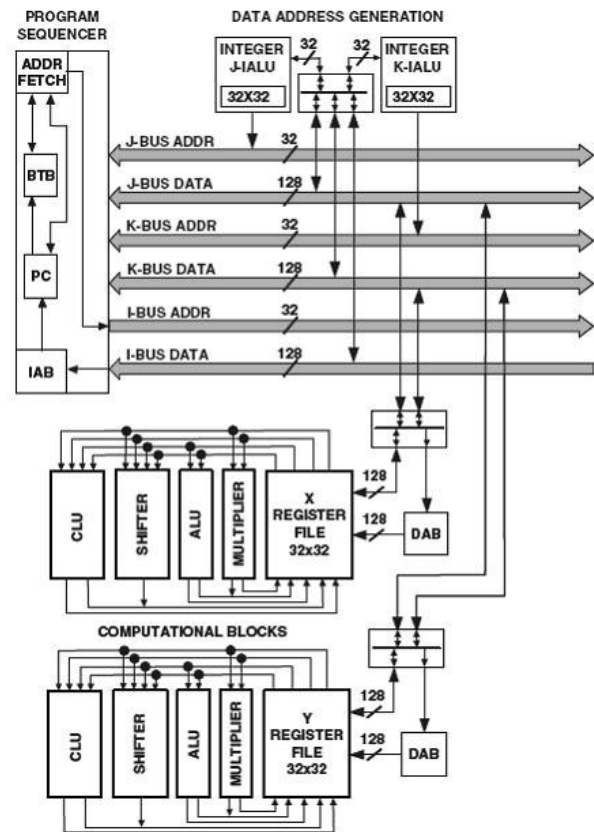 PROGRAM
SEQUENCER
ADDR
FETCH
BTB
PC
IAB
DATA ADDRESS GENERATION
INTEGER
J-IALU
32X32
32
32
INTEGER
K-IALU
32X32
J-BUS ADDR
32
J-BUS DATA
128
K-BUS ADDR
32
K-BUS DATA
128
I-BUS ADDR
32
I-BUS DATA
128
CLU
SHIFTER
ALU
MULTIPLIER
X
REGISTER
FILE
32x32
128
128
DAB
COMPUTATIONAL BLOCKS
CLU
SHIFTER
ALU
MULTIPLIER
Y
REGISTER
FILE
32x32
128
128
DAB